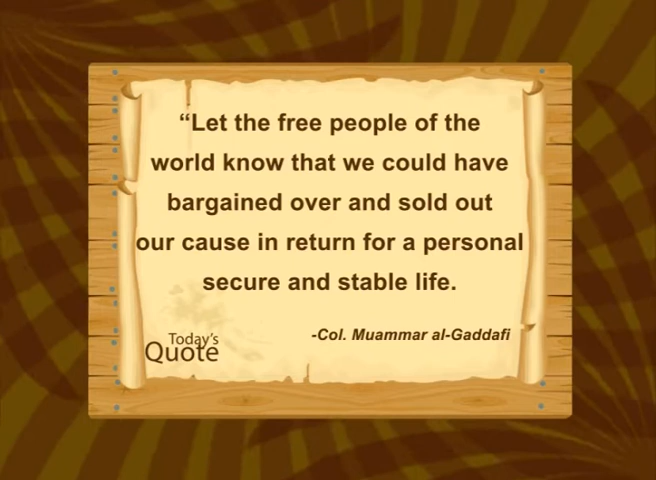 “Let the free people of the
world know that we could have
bargained over and sold out
our cause in return for a personal
secure and stable life.
-Col. Muammar al-Gaddafi
Today's
Quote